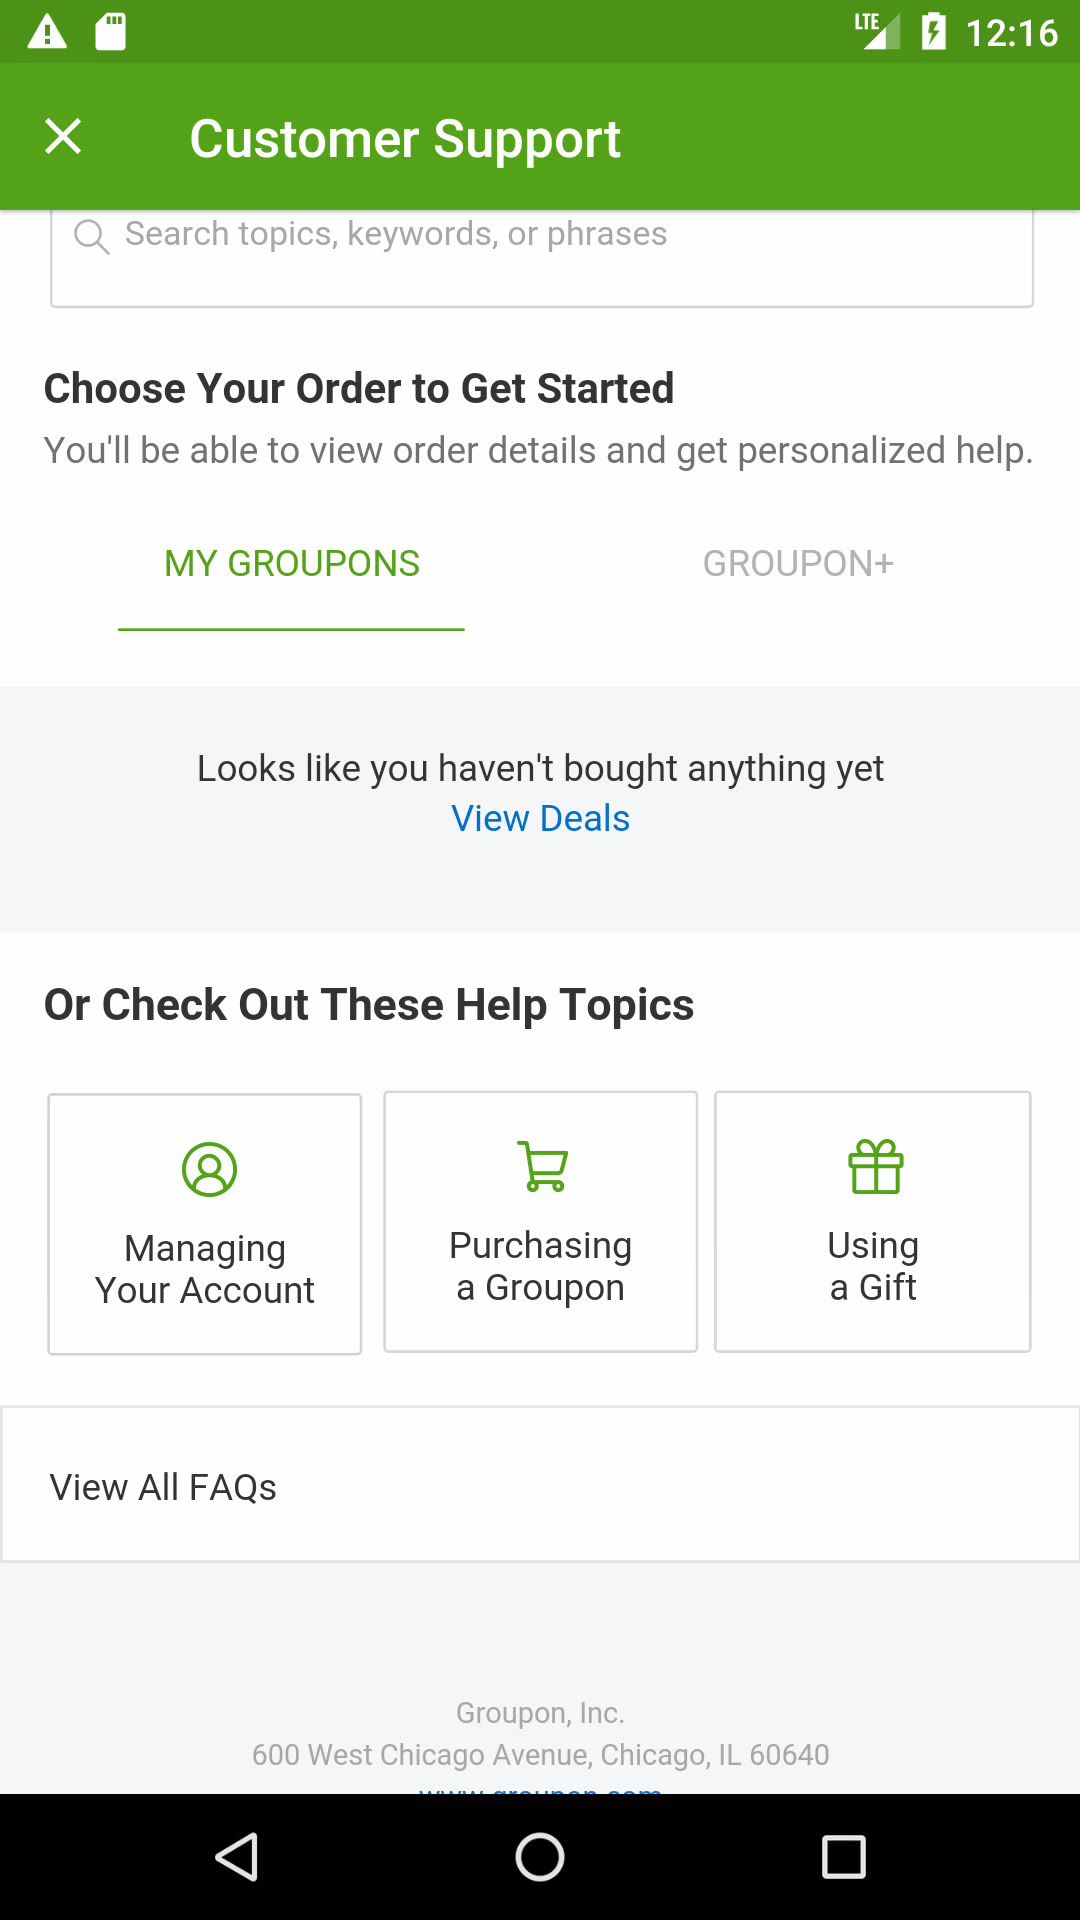 LTE 12:16
Customer Support
Search topics, keywords, or phrases
Choose Your Order to Get Started
You'll be able to view order details and get personalized help.
MY GROUPONS GROUPON+
Looks like you haven't bought anything yet
View Deals
Or Check Out These Help Topics
Managing
Your Account
Purchasing
a Groupon
Using
a Gift
View All FAQs
Groupon, Inc.
600 West Chicago Avenue, Chicago, IL 60640
www.groupon.com